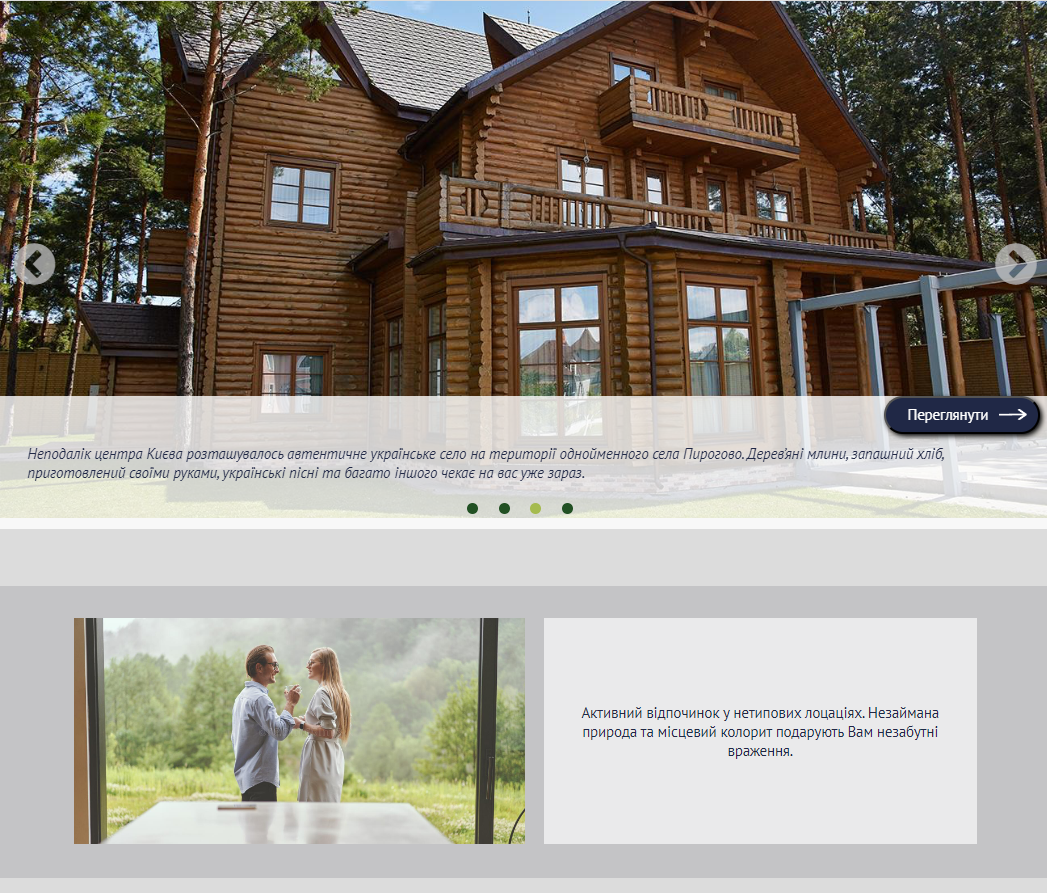 Переглянути
Неподалік центра Києва розташувалось автентичне українське село на території однойменного села Пирогово. Дерев'яні млини, запашний хліб,
приготовлений своїми руками, українські пісні та багато іншого чекає на вас уже зараз.
Активний відпочинок у нетипових лоцаціях. Незаймана
природа та місцевий колорит подарують Вам незабутні
враження.